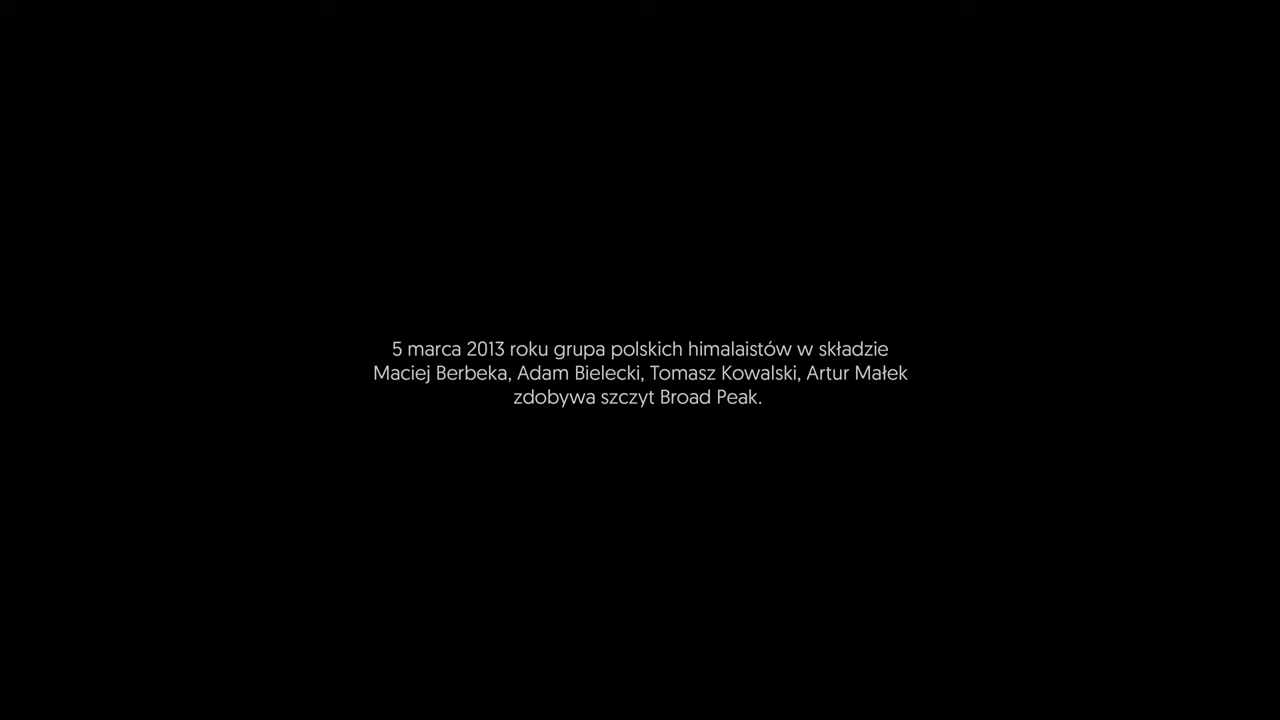 5 marca 2013 roku grupa polskich himalaistów w składzie
Maciej Berbeka, Adam Bielecki, Tomasz Kowalski, Artur Małek
zdobywa szczyt Broad Peak.